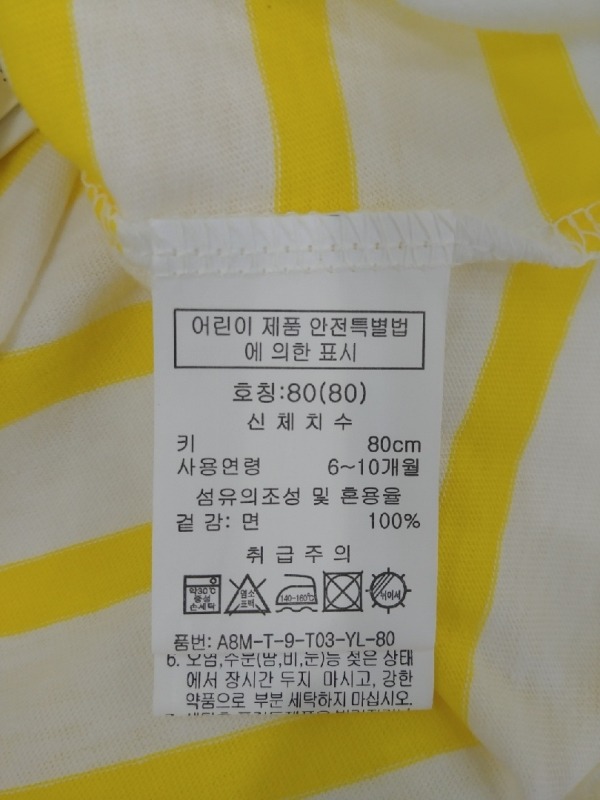 어린이 제품 안전특별법
에 의한 표시
호칭:80(80)
신체치수
키 80cm
사용연령 6~10개월
섬유의조성 및 혼용율
겉 감: 면 100%
취급주의
약30℃
중성
손세탁
염소
표백
140~160℃
드라이
품번: A8M-T-9-T03-YL-80
6. 오염,수분(땀,비,눈)등 젖은 상태
에서 장시간 두지 마시고, 강한
약품으로 부분 세탁하지 마십시오.